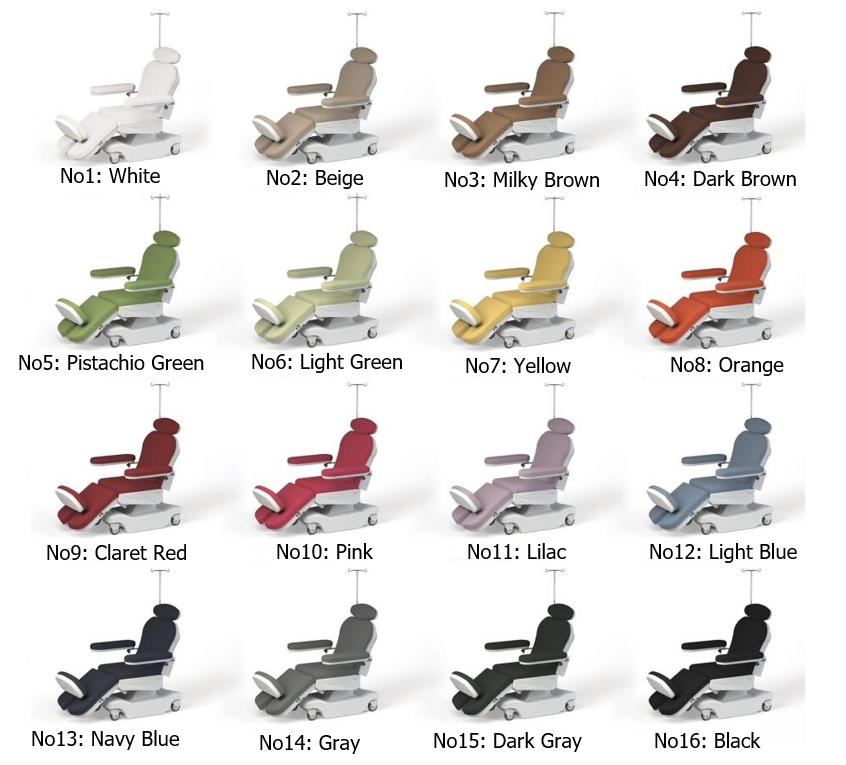 No1: White
No2: Beige
No3: Milky Brown
No4: Dark Brown
No5: Pistachio Green
No6: Light Green
No7: Yellow
No8: Orange
No9: Claret Red
No10: Pink
No11: Lilac
No12: Light Blue
No13: Navy Blue
No14: Gray
No15: Dark Gray
No16: Black